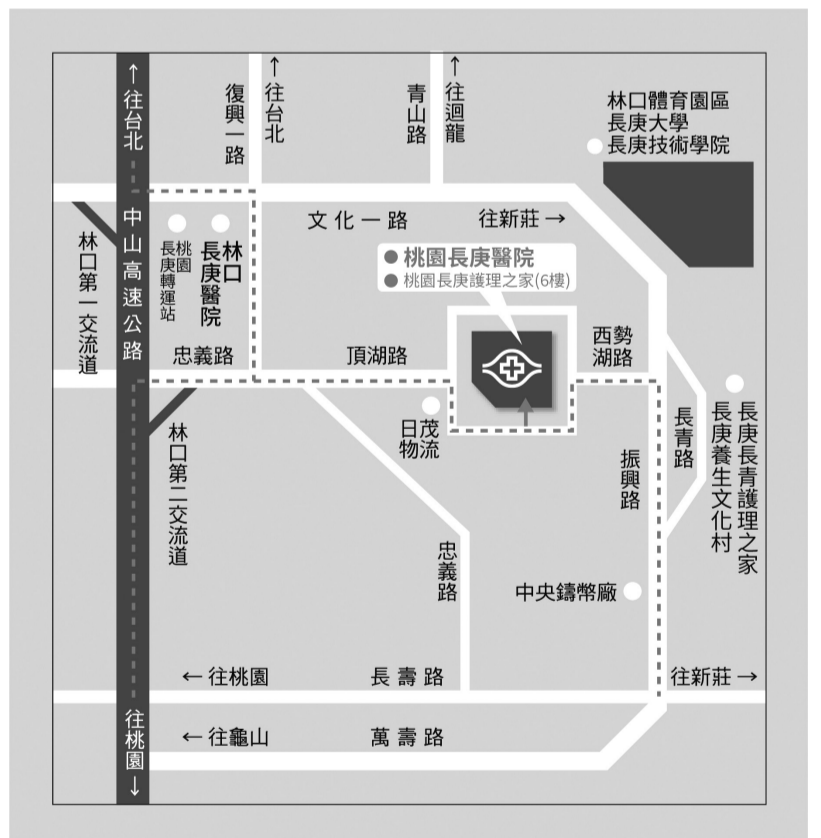 ↑往台北
復興一路
↑往台北
青山路
↑往迴龍
林口體育園區
長庚大學
長庚技術學院
中山高速公路
林口第一交流道
桃園
長庚轉運站
林口
長庚醫院
文化一路
往新莊→
桃園長庚醫院
桃園長庚護理之家(6樓)
忠義路
頂湖路
西勢
湖路
茂流
日物
林口第二交流道
振興路
長青路
長庚長青護理之家
長庚養生文化村
忠義路
中央鑄幣廠
←往桃園
長壽路
往新莊→
往桃園↓
←往龜山
萬壽路